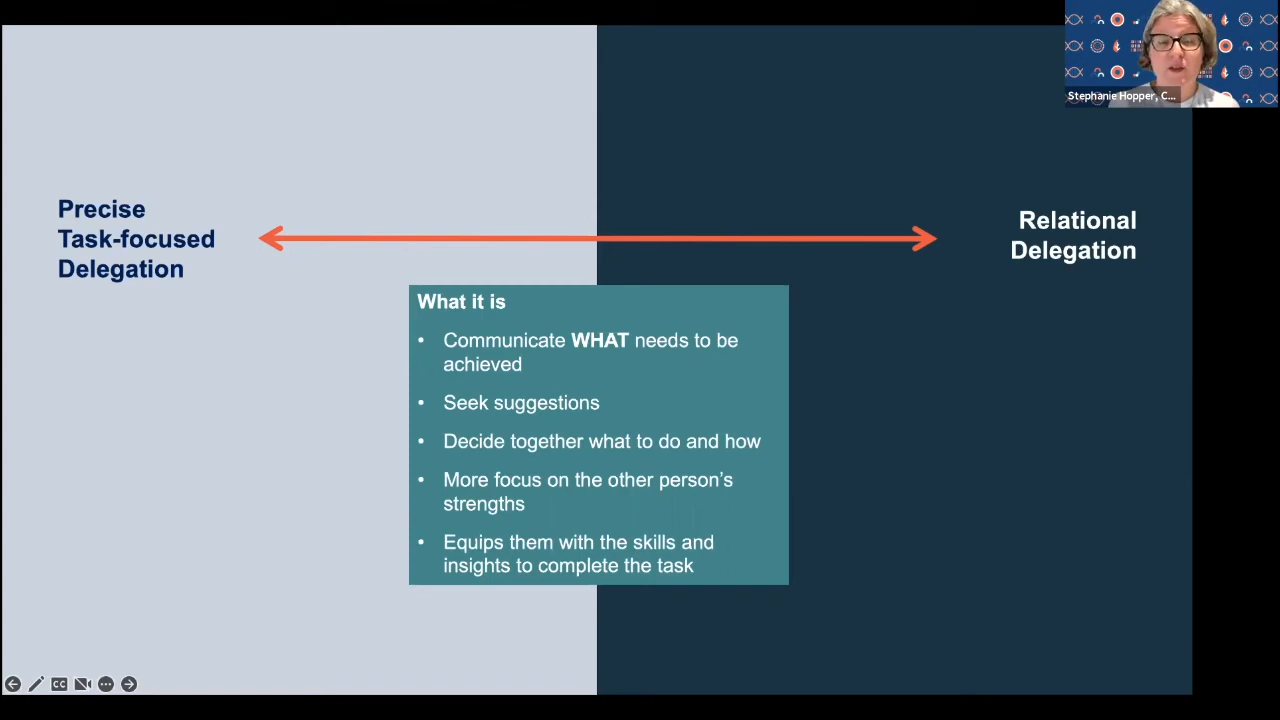 Stephanie Hopper, C...
Precise
Task-focused
Delegation
Relational
Delegation
What it is
• Communicate WHAT needs to be
achieved
• Seek suggestions
• Decide together what to do and how
• More focus on the other person’s
strengths
• Equips them with the skills and
insights to complete the task
CC